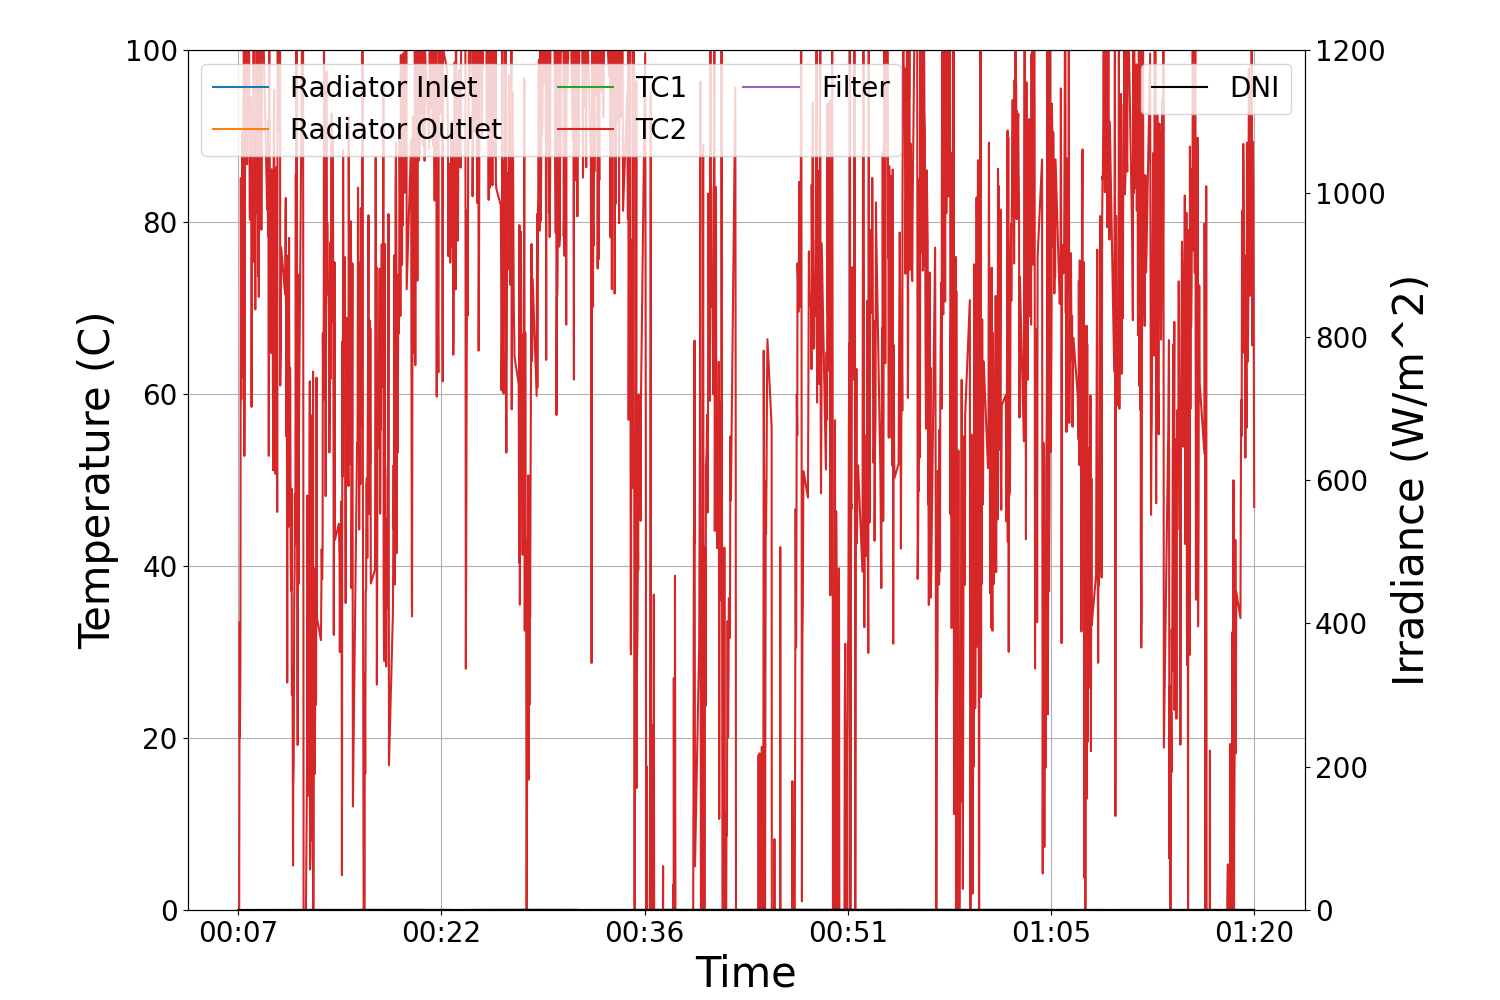 100
80
60
40
20
0
Temperature (C)
Radiator Inlet
Radiator Outlet
TC1
TC2
Filter
DNI
1200
1000
800
600
400
200
0
Irradiance (W/m^2)
00:07
00:22
00:36
00:51
01:05
01:20
Time